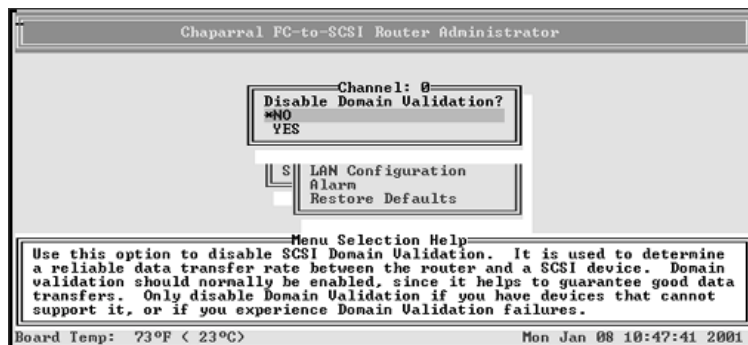 Chaparral FC-to-SCSI Router Administrator
Channel: 0
Disable Domain Validation?
*NO
YES
S
LAN Configuration
Alarm
Restore Defaults
Menu Selection Help
Use this option to disable SCSI Domain Validation. It is used to determine
a reliable data transfer rate between the router and a SCSI device. Domain
validation should normally be enabled, since it helps to guarantee good data
transfers. Only disable Domain Validation if you have devices that cannot
support it, or if you experience Domain Validation failures.
Board Temp: 73ºF ( 23ºC) Mon Jan 08 10:47:41 2001